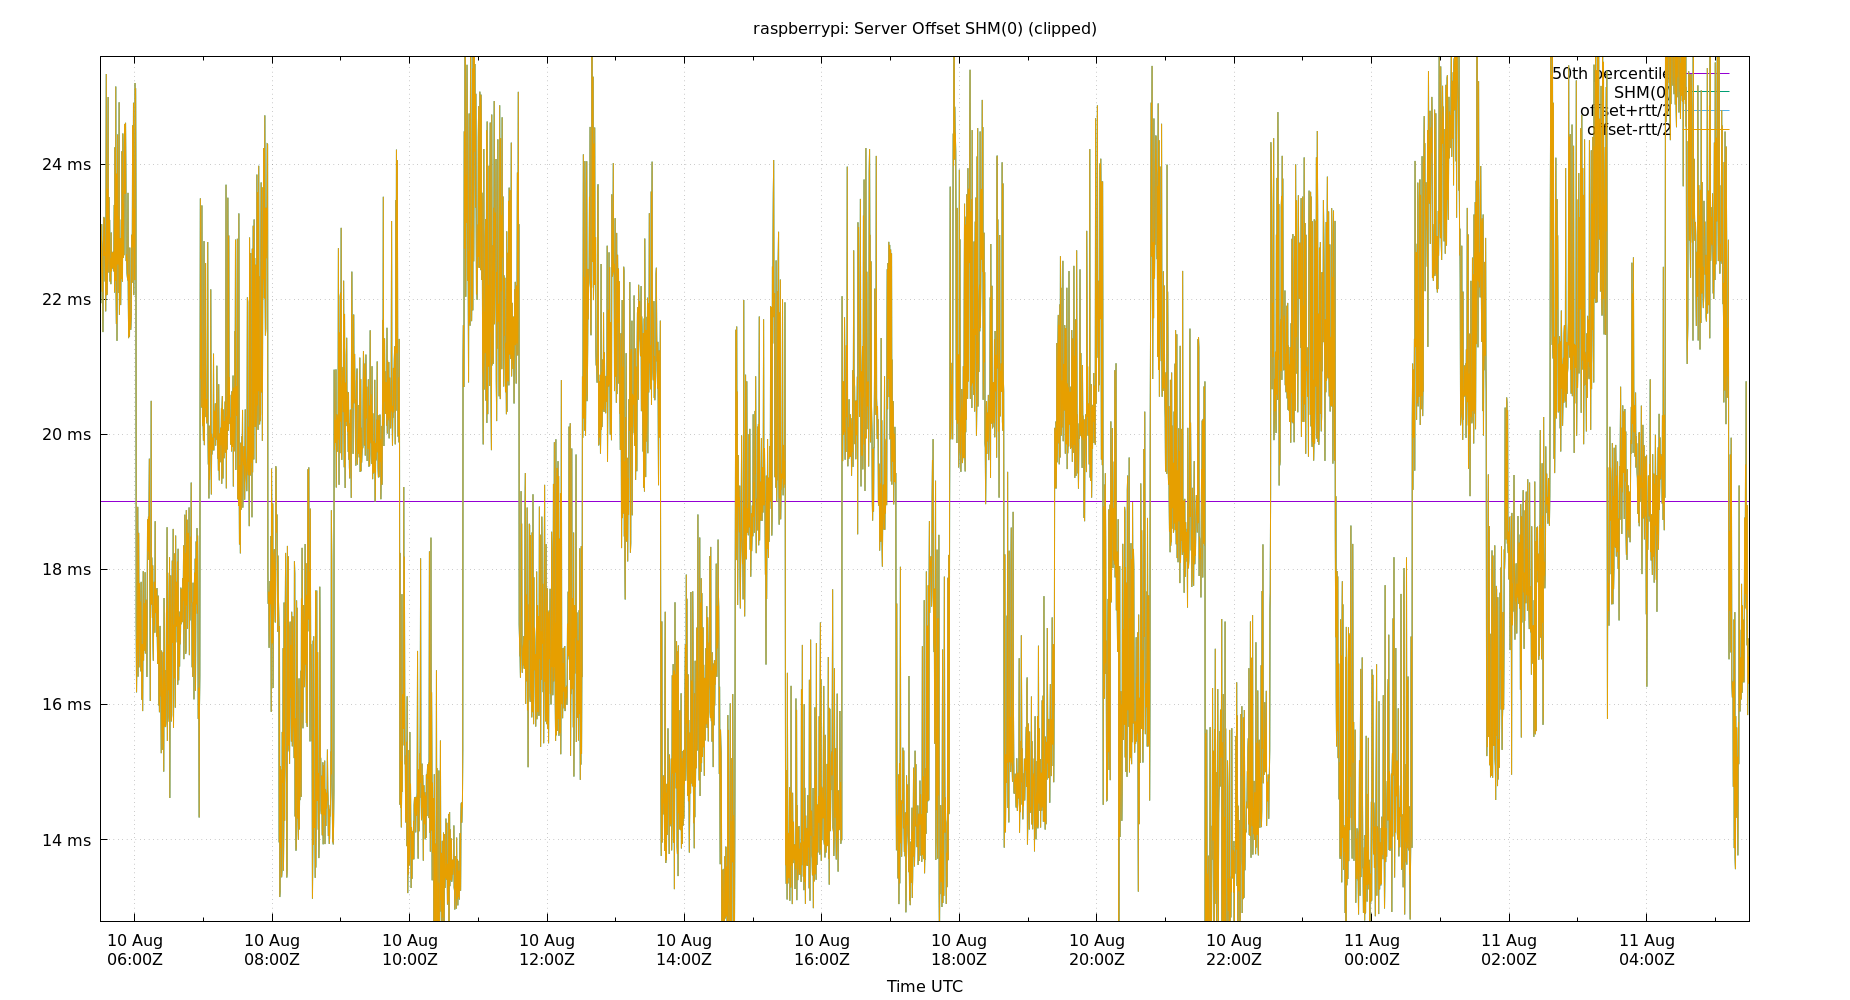 raspberrypi: Server Offset SHM(0) (clipped)
50th percentile
SHM(0)
offset+rtt/2
offset-rtt/2
24 ms
22 ms
20 ms
18 ms
16 ms
14 ms
10 Aug 10 Aug 10 Aug 10 Aug 10 Aug 10 Aug 10 Aug 10 Aug 10 Aug 11 Aug 11 Aug 11 Aug
06:00Z 08:00Z 10:00Z 12:00Z 14:00Z 16:00Z 18:00Z 20:00Z 22:00Z 00:00Z 02:00Z 04:00Z
Time UTC